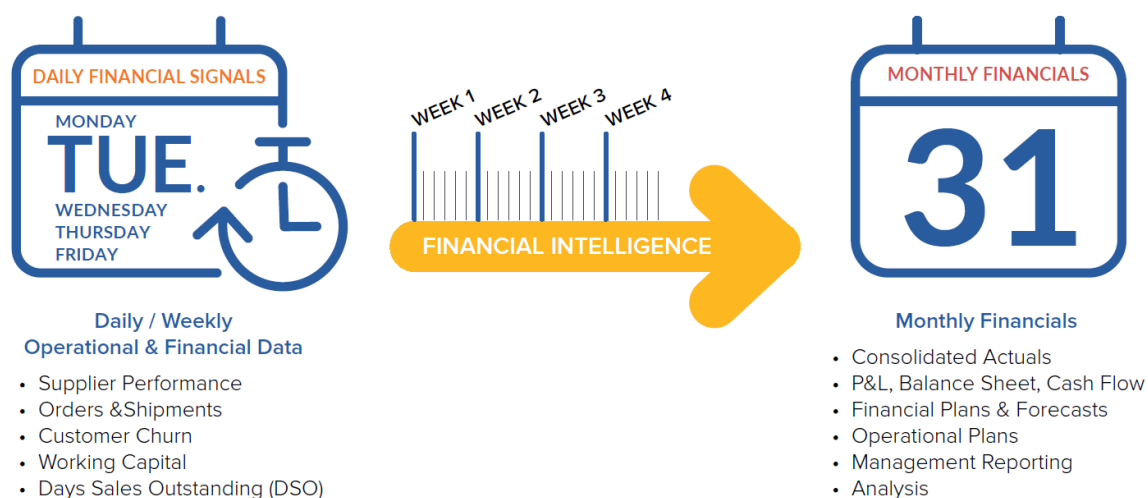 DAILY FINANCIAL SIGNALS
MONDAY
TUE.
WEDNESDAY
THURSDAY
FRIDAY
Daily / Weekly
Operational & Financial Data
• Supplier Performance
• Orders &Shipments
• Customer Churn
• Working Capital
• Days Sales Outstanding (DSO)
WEEK 1
WEEK 2
WEEK 3
WEEK 4
FINANCIAL INTELLIGENCE
MONTHLY FINANCIALS
31
Monthly Financials
• Consolidated Actuals
• P&L, Balance Sheet, Cash Flow
• Financial Plans & Forecasts
• Operational Plans
• Management Reporting
• Analysis